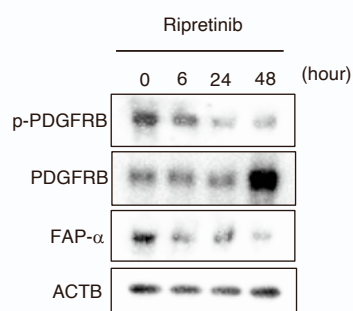 Ripretinib
0 6 24 48 (hour)
p-PDGFRB
PDGFRB
FAP-α
ACTB